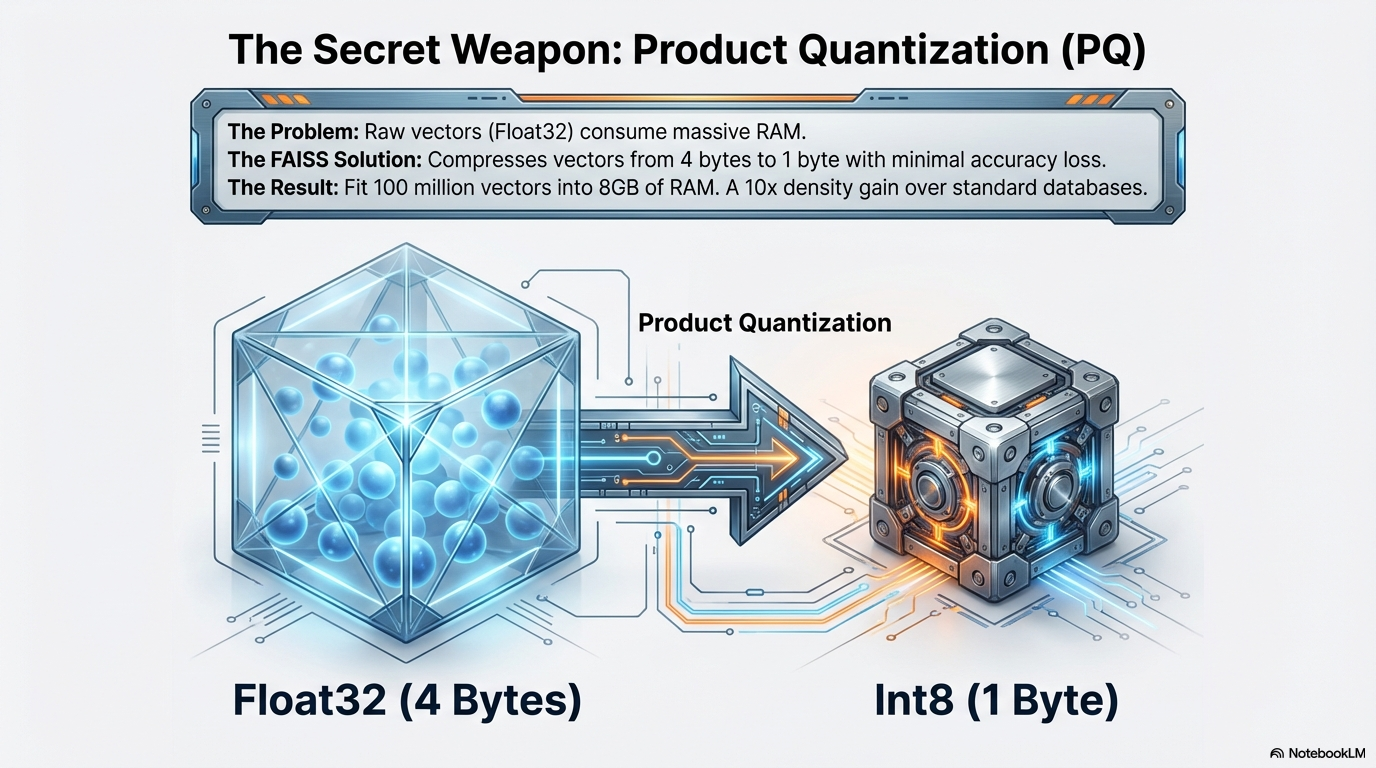 The Secret Weapon: Product Quantization (PQ)
The Problem: Raw vectors (Float32) consume massive RAM.
The FAISS Solution: Compresses vectors from 4 bytes to 1 byte with minimal accuracy loss.
The Result: Fit 100 million vectors into 8GB of RAM. A 10x density gain over standard databases.
Product Quantization
Float32 (4 Bytes)
Int8 (1 Byte)
NotebookLM